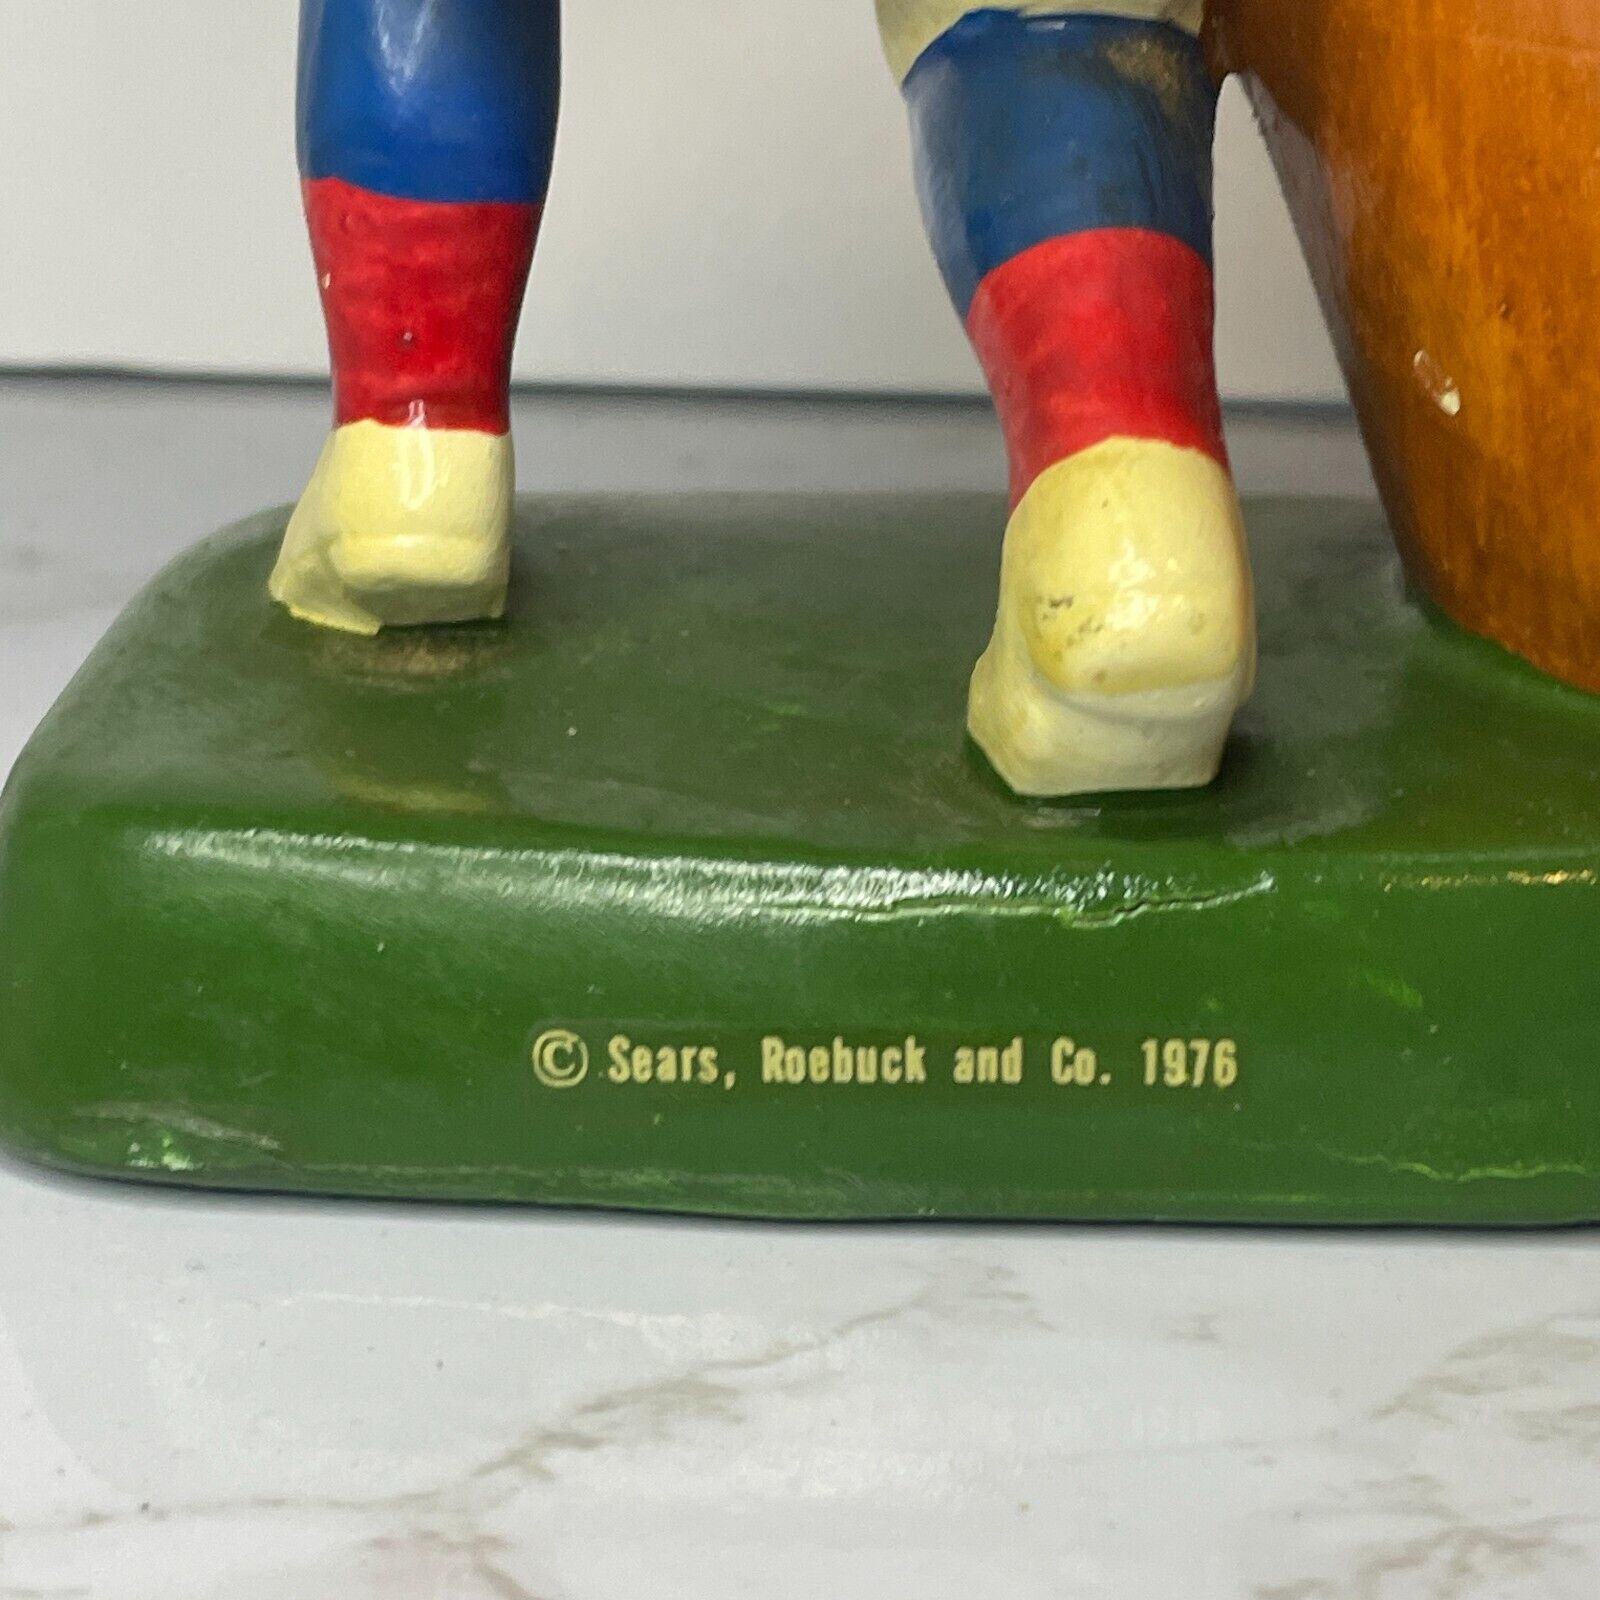 © Sears, Roebuck and Co. 1976